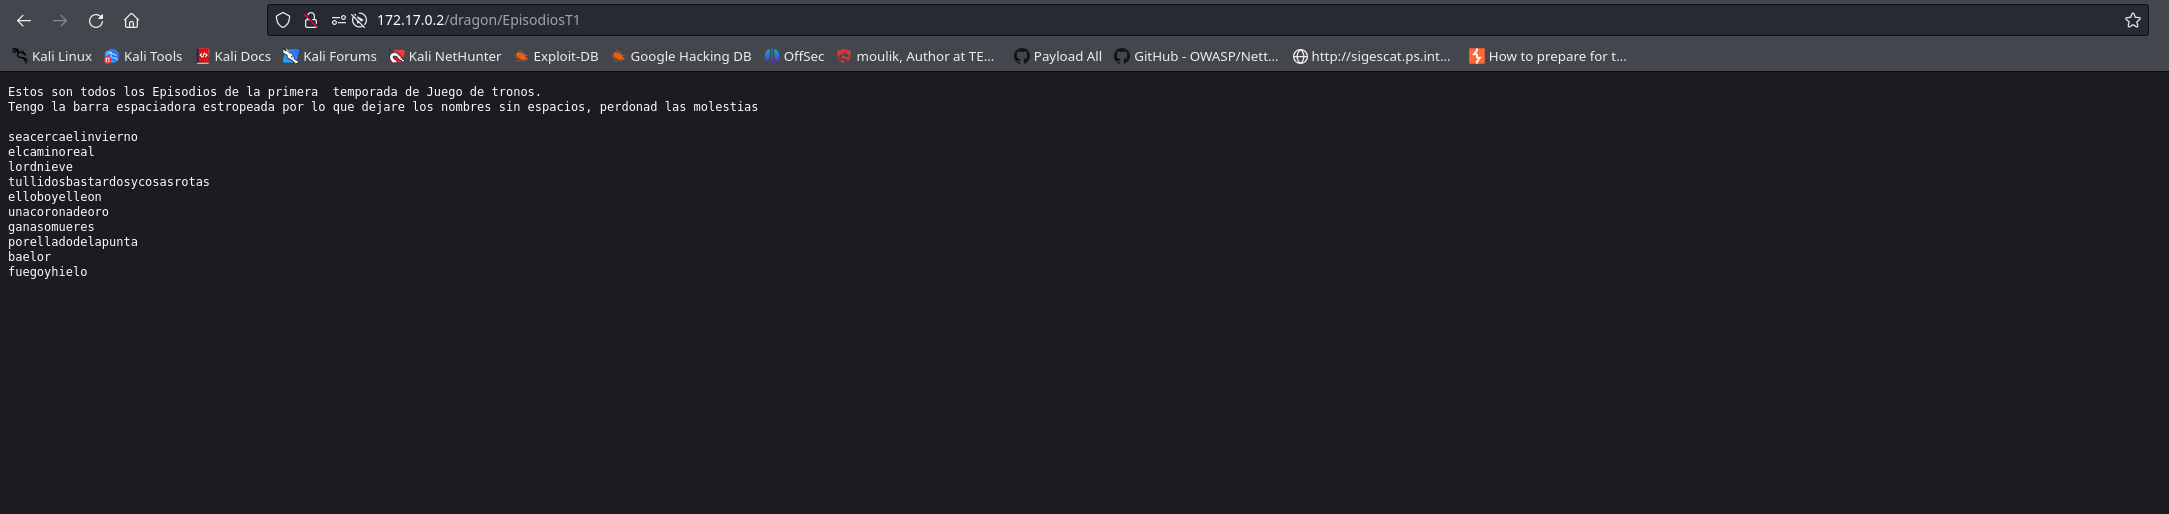 172.17.0.2/dragon/EpisodiosT1
Kali Linux Kali Tools Kali Docs Kali Forums Kali NetHunter Exploit-DB Google Hacking DB OffSec moulik, Author at TE... Payload All GitHub - OWASP/Nett... http://sigescat.ps.int... How to prepare for t...
Estos son todos los Episodios de la primera  temporada de Juego de tronos.
Tengo la barra espaciadora estropeada por lo que dejare los nombres sin espacios, perdonad las molestias
seacercaelinvierno
elcaminoreal
lordnieve
tullidosbastardosycosasrotas
elloboyelleon
unacoronadeoro
ganasomueres
porelladodelapunta
baelor
fuegoyhielo